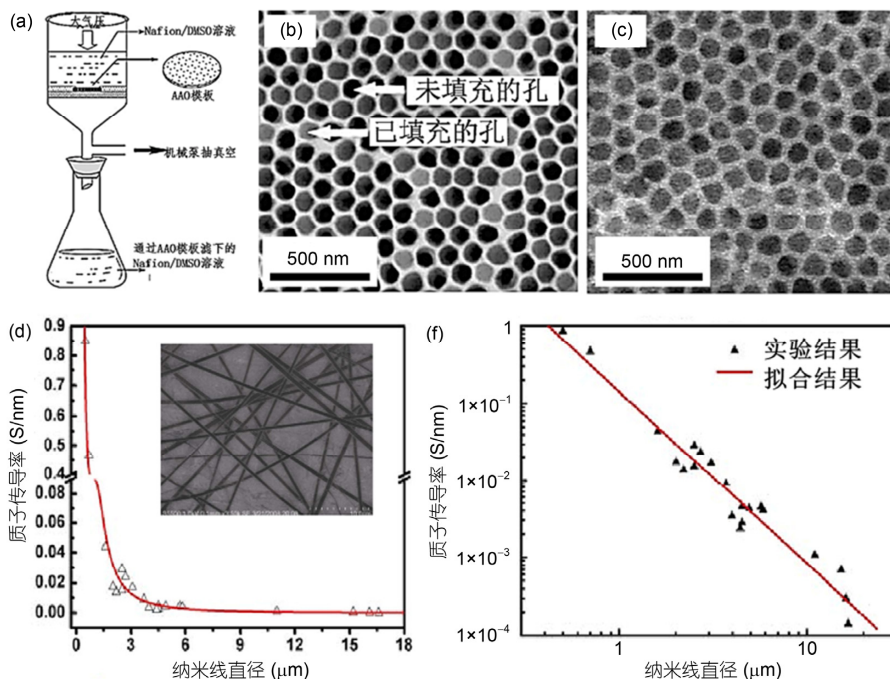 (a)
大气压
Nafion/DMSO溶液
AAO模板
机械泵抽真空
通过AAO模板滤下的
Nafion/DMSO溶液
(b)
未填充的孔
已填充的孔
500 nm
(c)
500 nm
(d)
0.9
0.8
0.7
0.6
0.5
0.4
0.08
0.06
0.04
0.02
0.00
质子传导率 (S/nm)
0 3 6 9 12 15 18
纳米线直径 (μm)
(f)
1
1×10⁻¹
1×10⁻²
1×10⁻³
1×10⁻⁴
质子传导率 (S/nm)
实验结果
拟合结果
1 10
纳米线直径 (μm)